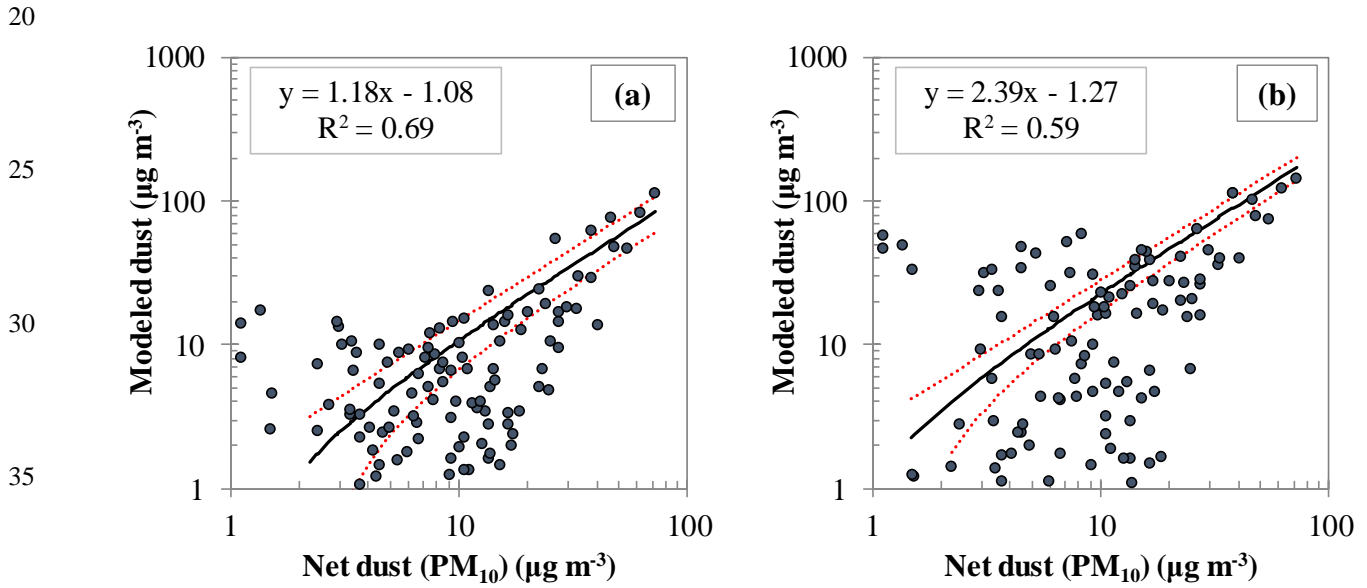 20
25
30
35
1000
100
10
1
Modeled dust (µg m-3)
y = 1.18x - 1.08
R2 = 0.69
(a)
1 10 100
Net dust (PM10) (µg m-3)
1000
100
10
1
Modeled dust (µg m-3)
y = 2.39x - 1.27
R2 = 0.59
(b)
1 10 100
Net dust (PM10) (µg m-3)